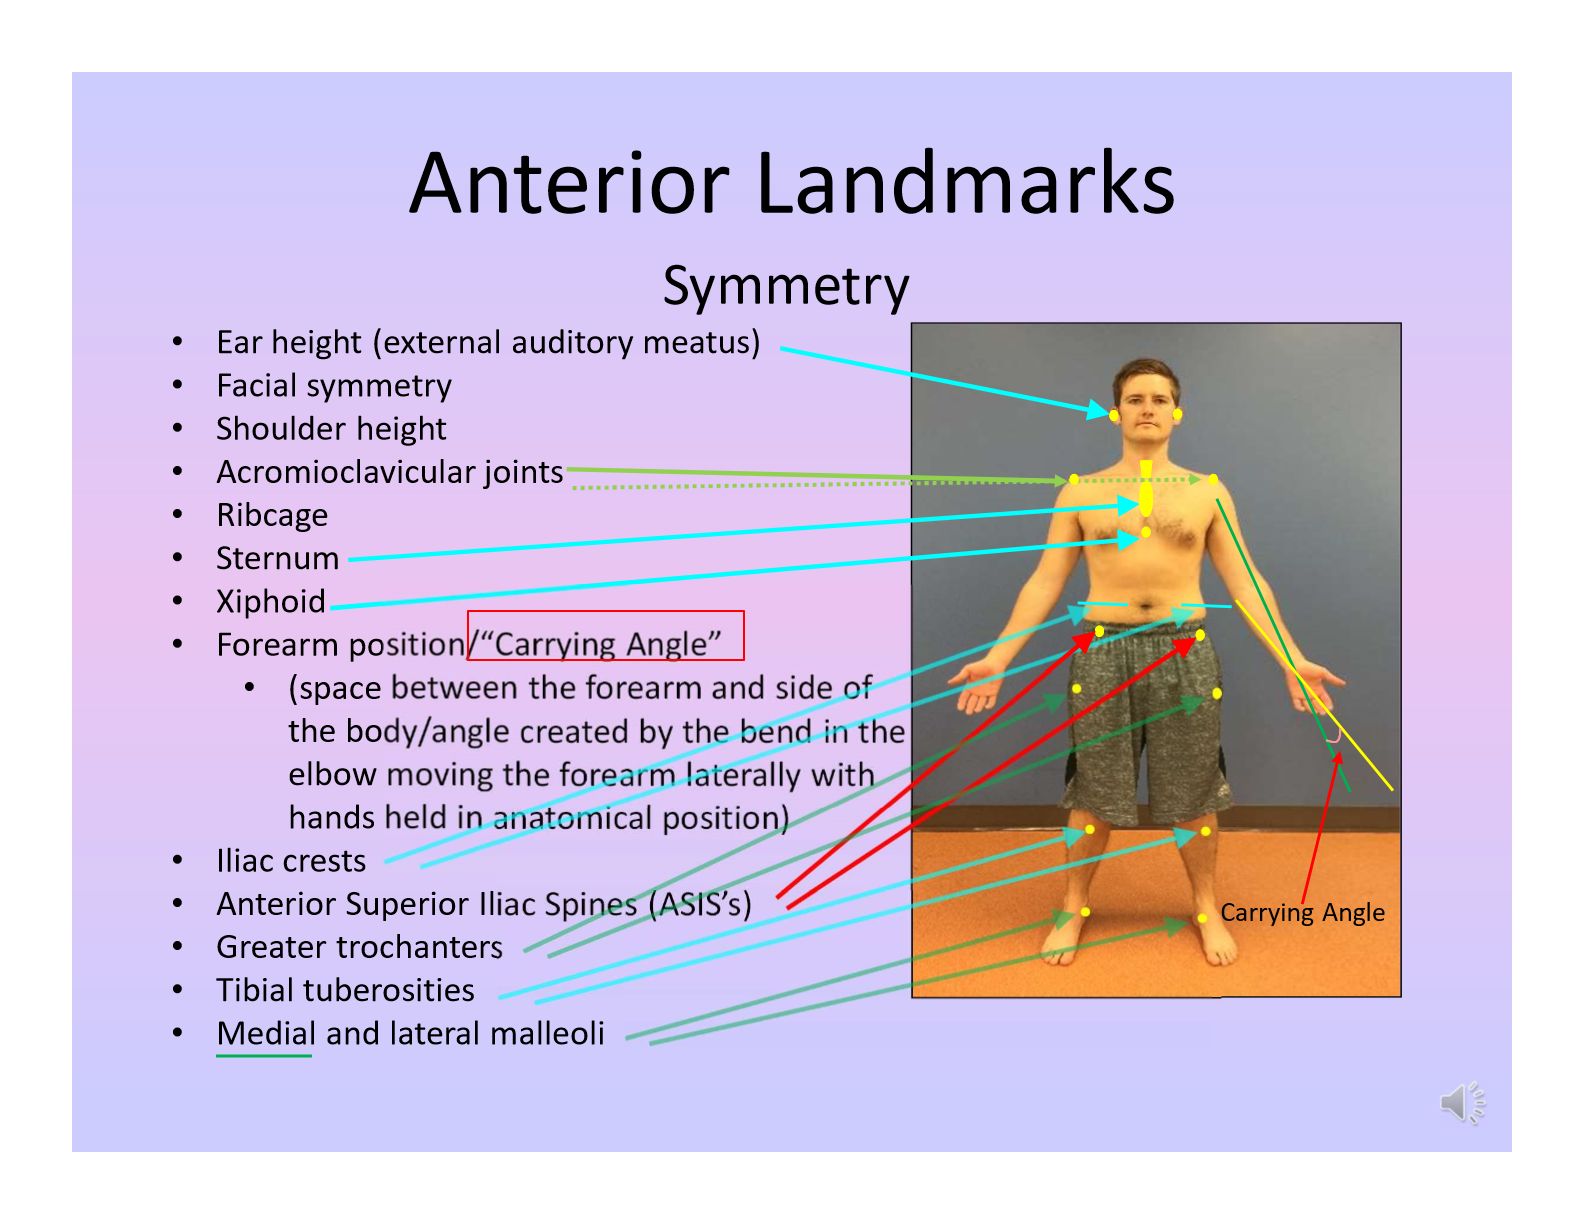 Anterior Landmarks
Symmetry
• Ear height (external auditory meatus)
• Facial symmetry
• Shoulder height
• Acromioclavicular joints
• Ribcage
• Sternum
• Xiphoid
• Forearm position/“Carrying Angle”
• (space between the forearm and side of
the body/angle created by the bend in the
elbow moving the forearm laterally with
hands held in anatomical position)
• Iliac crests
• Anterior Superior Iliac Spines (ASIS’s)
• Greater trochanters
• Tibial tuberosities
• Medial and lateral malleoli
Carrying Angle